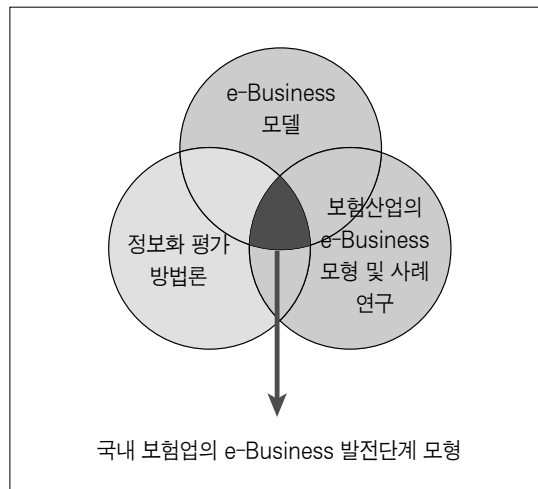 e-Business
모델
정보화 평가
방법론
보험산업의
e-Business
모형 및 사례
연구
국내 보험업의 e-Business 발전단계 모형